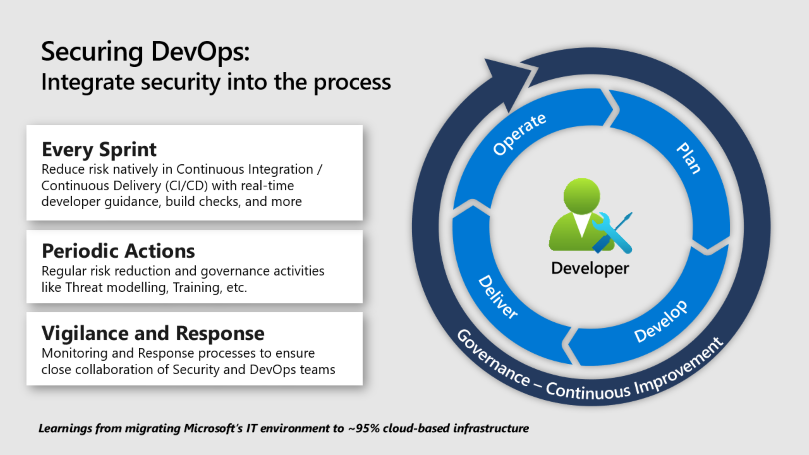 Securing DevOps:
Integrate security into the process
Every Sprint
Reduce risk natively in Continuous Integration /
Continuous Delivery (CI/CD) with real-time
developer guidance, build checks, and more
Periodic Actions
Regular risk reduction and governance activities
like Threat modelling, Training, etc.
Vigilance and Response
Monitoring and Response processes to ensure
close collaboration of Security and DevOps teams
Operate
Plan
Developer
Deliver
Develop
Governance – Continuous Improvement
Learnings from migrating Microsoft's IT environment to ~95% cloud-based infrastructure